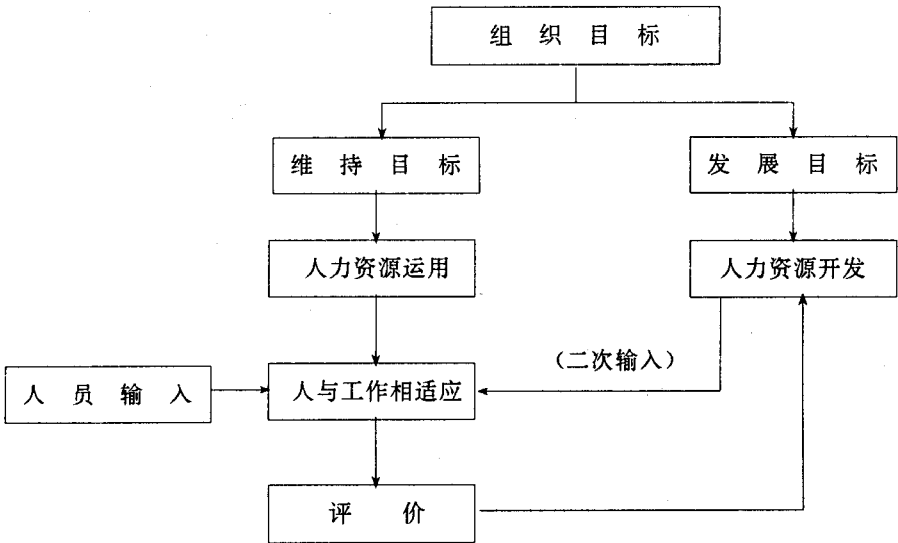 组织目标
维持目标
发展目标
人力资源运用
人力资源开发
（二次输入）
人员输入
人与工作相适应
评价